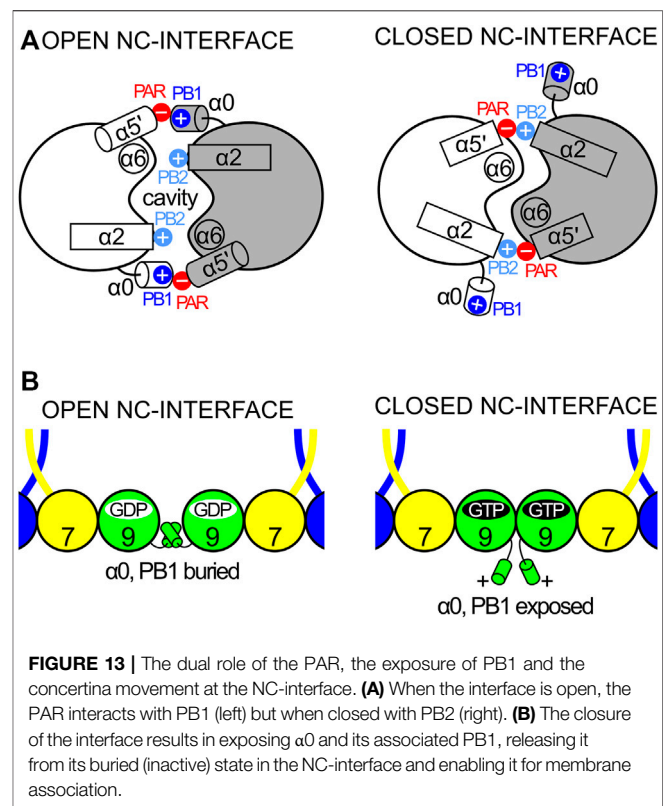 A OPEN NC-INTERFACE
CLOSED NC-INTERFACE
PAR PB1 α0
α5'
α6
α2
PB2
cavity
PB2
α2
α6
α5'
α0
PB1 PAR
PB1
α0
PAR PB2
α5'
α2
α6
α6
α2
α5'
PB2 PAR
α0
PB1
B
OPEN NC-INTERFACE
CLOSED NC-INTERFACE
GDP GDP
7 9 9 7
α0, PB1 buried
GTP GTP
7 9 9 7
+ +
α0, PB1 exposed
FIGURE 13 | The dual role of the PAR, the exposure of PB1 and the
concertina movement at the NC-interface. (A) When the interface is open, the
PAR interacts with PB1 (left) but when closed with PB2 (right). (B) The closure
of the interface results in exposing α0 and its associated PB1, releasing it
from its buried (inactive) state in the NC-interface and enabling it for membrane
association.